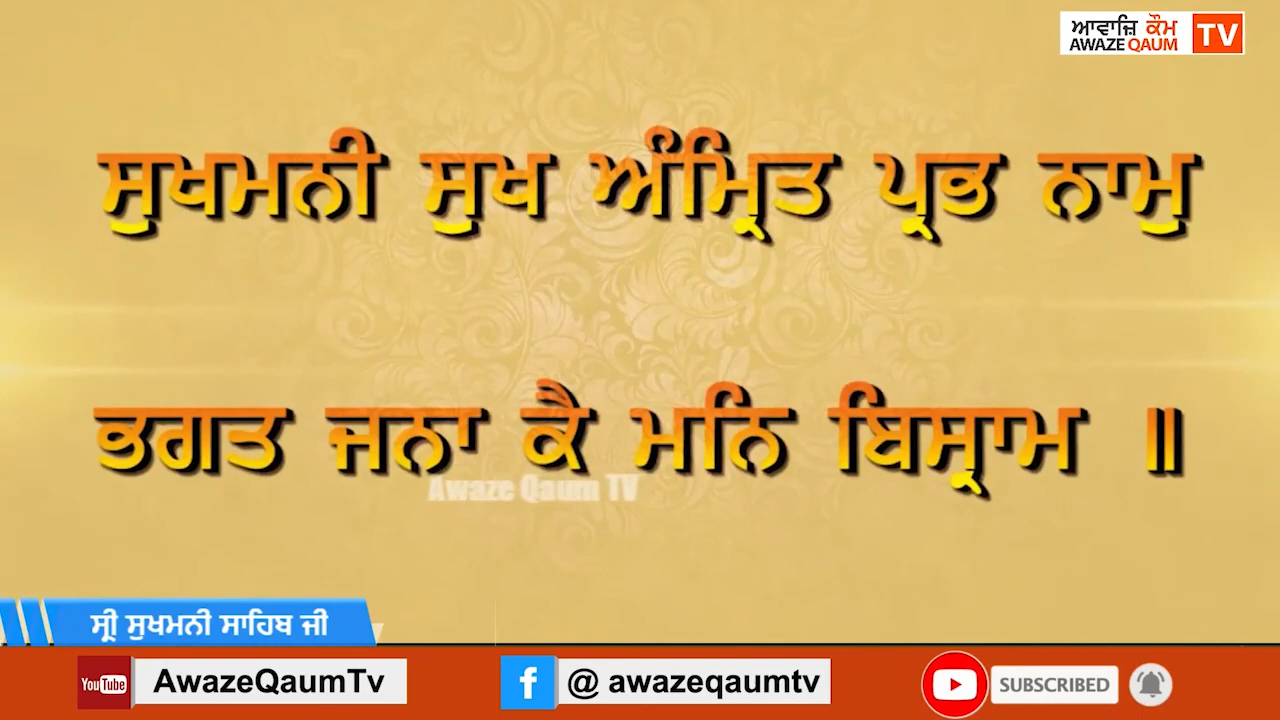 ਆਵਾਜ਼ਿ ਕੌਮ
AWAZE QAUM TV
ਸੁਖਮਨੀ ਸੁਖ ਅੰਮ੍ਰਿਤ ਪ੍ਰਭ ਨਾਮੁ
ਭਗਤ ਜਨਾ ਕੈ ਮਨਿ ਬਿਸ੍ਰਾਮ ॥
Awaze Qaum TV
ਸ੍ਰੀ ਸੁਖਮਨੀ ਸਾਹਿਬ ਜੀ
YouTube AwazeQaumTv f @ awazeqaumtv SUBSCRIBED